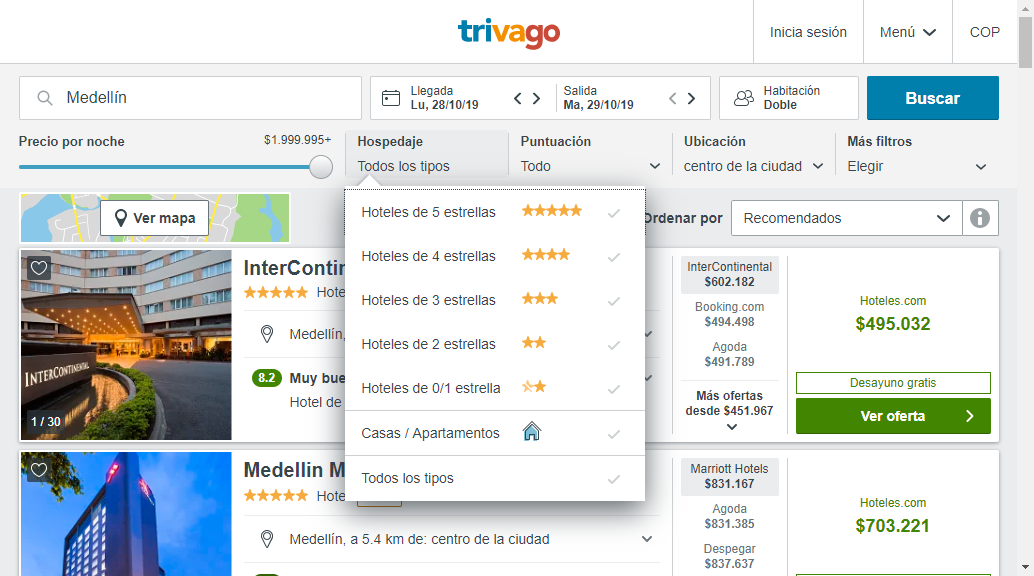 trivago
Inicia sesión
Menú
COP
Medellín
Llegada
Lu, 28/10/19
Salida
Ma, 29/10/19
Habitación
Doble
Buscar
Precio por noche
$1.999.995+
Hospedaje
Todos los tipos
Puntuación
Todo
Ubicación
centro de la ciudad
Más filtros
Elegir
Ver mapa
Hoteles de 5 estrellas
Hoteles de 4 estrellas
Hoteles de 3 estrellas
Hoteles de 2 estrellas
Hoteles de 0/1 estrella
Casas / Apartamentos
Todos los tipos
Ordenar por
Recomendados
InterContin
Hote
Medellín,
8.2 Muy bue
Hotel de
INTERCONTINENTAL
1 / 30
InterContinental
$602.182
Booking.com
$494.498
Agoda
$491.789
Más ofertas
desde $451.967
Hoteles.com
$495.032
Desayuno gratis
Ver oferta
Medellin M
Hote
Medellín, a 5.4 km de: centro de la ciudad
Marriott Hotels
$831.167
Agoda
$831.385
Despegar
$837.637
Hoteles.com
$703.221